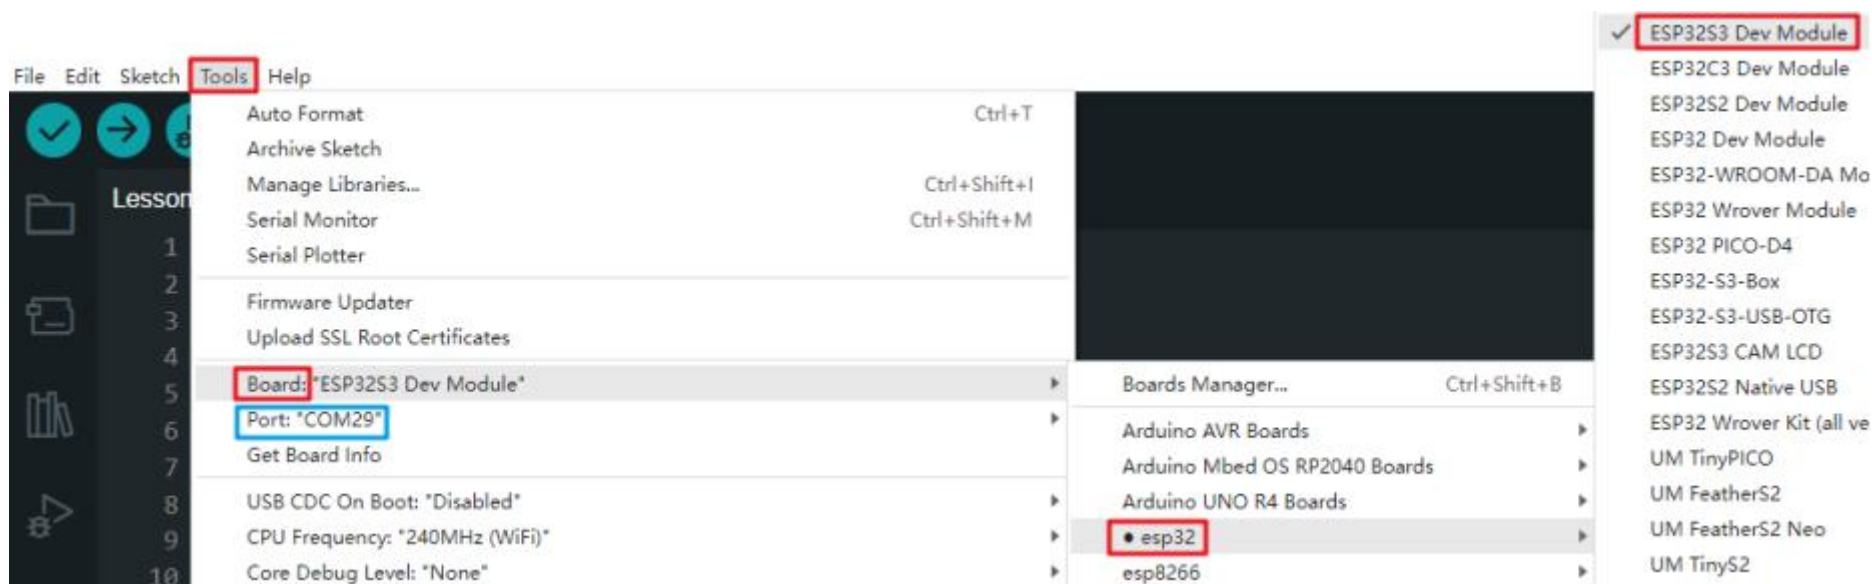 File Edit Sketch Tools Help
Auto Format Ctrl+T
Archive Sketch
Manage Libraries... Ctrl+Shift+I
Serial Monitor Ctrl+Shift+M
Serial Plotter
Firmware Updater
Upload SSL Root Certificates
Board: "ESP32S3 Dev Module"
Port: "COM29"
Get Board Info
USB CDC On Boot: "Disabled"
CPU Frequency: "240MHz (WiFi)"
Core Debug Level: "None"
Lesson
1
2
3
4
5
6
7
8
9
10
Boards Manager... Ctrl+Shift+B
Arduino AVR Boards
Arduino Mbed OS RP2040 Boards
Arduino UNO R4 Boards
● esp32
esp8266
✓ ESP32S3 Dev Module
ESP32C3 Dev Module
ESP32S2 Dev Module
ESP32 Dev Module
ESP32-WROOM-DA Mo
ESP32 Wrover Module
ESP32 PICO-D4
ESP32-S3-Box
ESP32-S3-USB-OTG
ESP32S3 CAM LCD
ESP32S2 Native USB
ESP32 Wrover Kit (all ve
UM TinyPICO
UM FeatherS2
UM FeatherS2 Neo
UM TinyS2